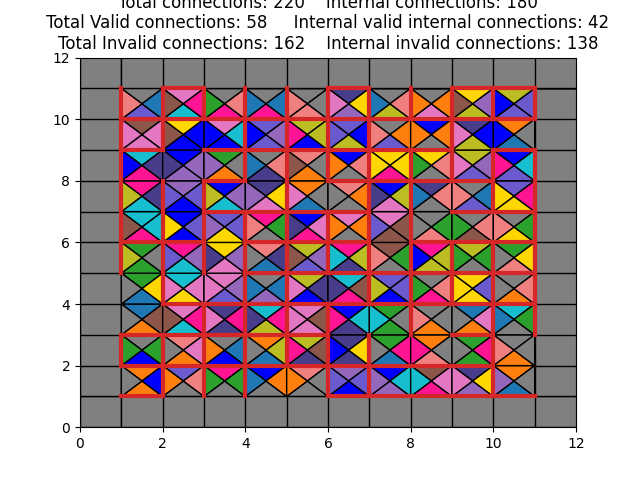 Total connections: 220 Internal connections: 180
Total Valid connections: 58 Internal valid internal connections: 42
Total Invalid connections: 162 Internal invalid connections: 138
12
10
8
6
4
2
0
0 2 4 6 8 10 12